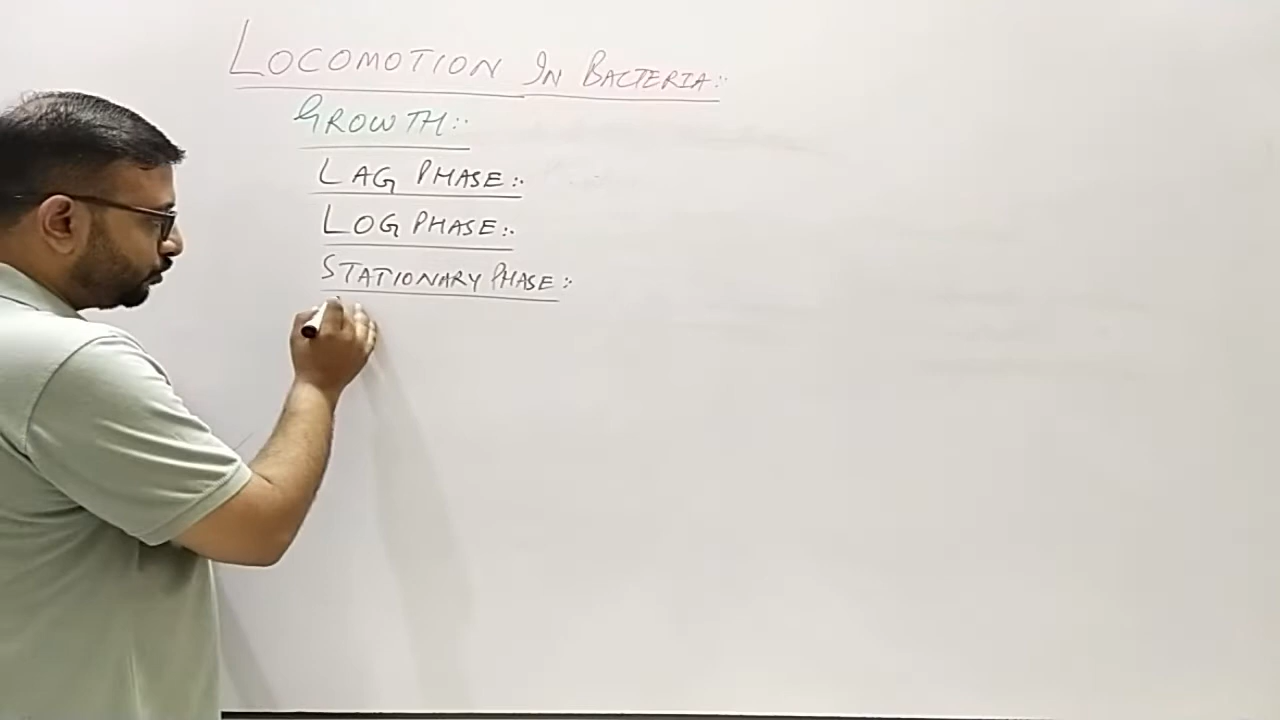 LOCOMOTION IN BACTERIA:-
GROWTH:-
LAG PHASE:-
LOG PHASE:-
STATIONARY PHASE:-